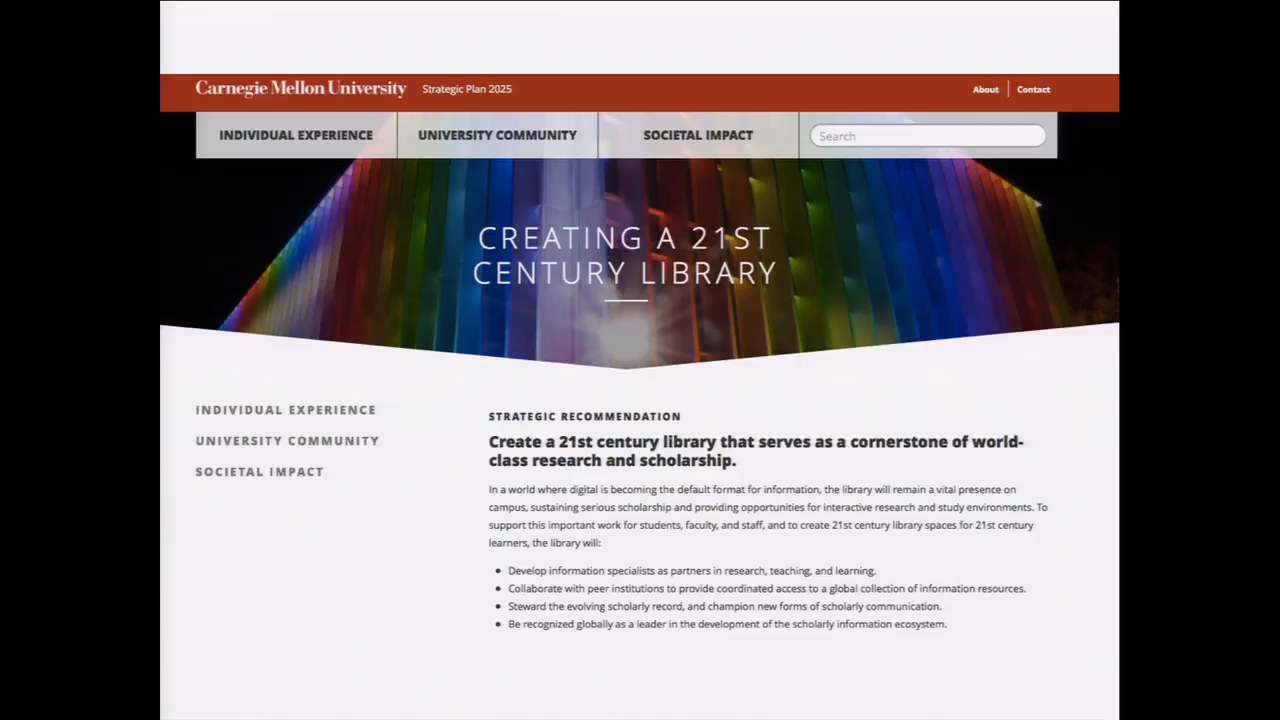 Carnegie Mellon University Strategic Plan 2025 About Contact
INDIVIDUAL EXPERIENCE UNIVERSITY COMMUNITY SOCIETAL IMPACT Search
CREATING A 21ST
CENTURY LIBRARY
INDIVIDUAL EXPERIENCE
UNIVERSITY COMMUNITY
SOCIETAL IMPACT
STRATEGIC RECOMMENDATION
Create a 21st century library that serves as a cornerstone of world-
class research and scholarship.
In a world where digital is becoming the default format for information, the library will remain a vital presence on
campus, sustaining serious scholarship and providing opportunities for interactive research and study environments. To
support this important work for students, faculty, and staff, and to create 21st century library spaces for 21st century
learners, the library will:
• Develop information specialists as partners in research, teaching, and learning.
• Collaborate with peer institutions to provide coordinated access to a global collection of information resources.
• Steward the evolving scholarly record, and champion new forms of scholarly communication.
• Be recognized globally as a leader in the development of the scholarly information ecosystem.